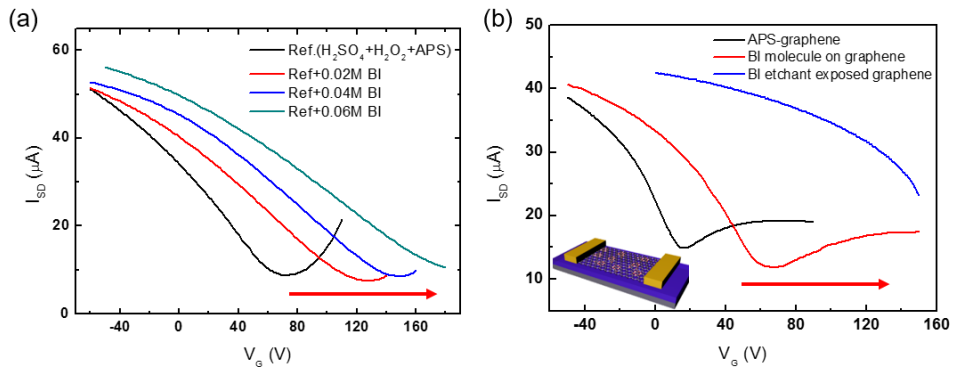 (a)
60
40
20
0
I_SD (μA)
Ref.(H₂SO₄+H₂O₂+APS)
Ref+0.02M BI
Ref+0.04M BI
Ref+0.06M BI
-40 0 40 80 120 160
V_G (V)
(b)
50
40
30
20
10
I_SD (μA)
APS-graphene
BI molecule on graphene
BI etchant exposed graphene
-40 0 40 80 120 160
V_G (V)